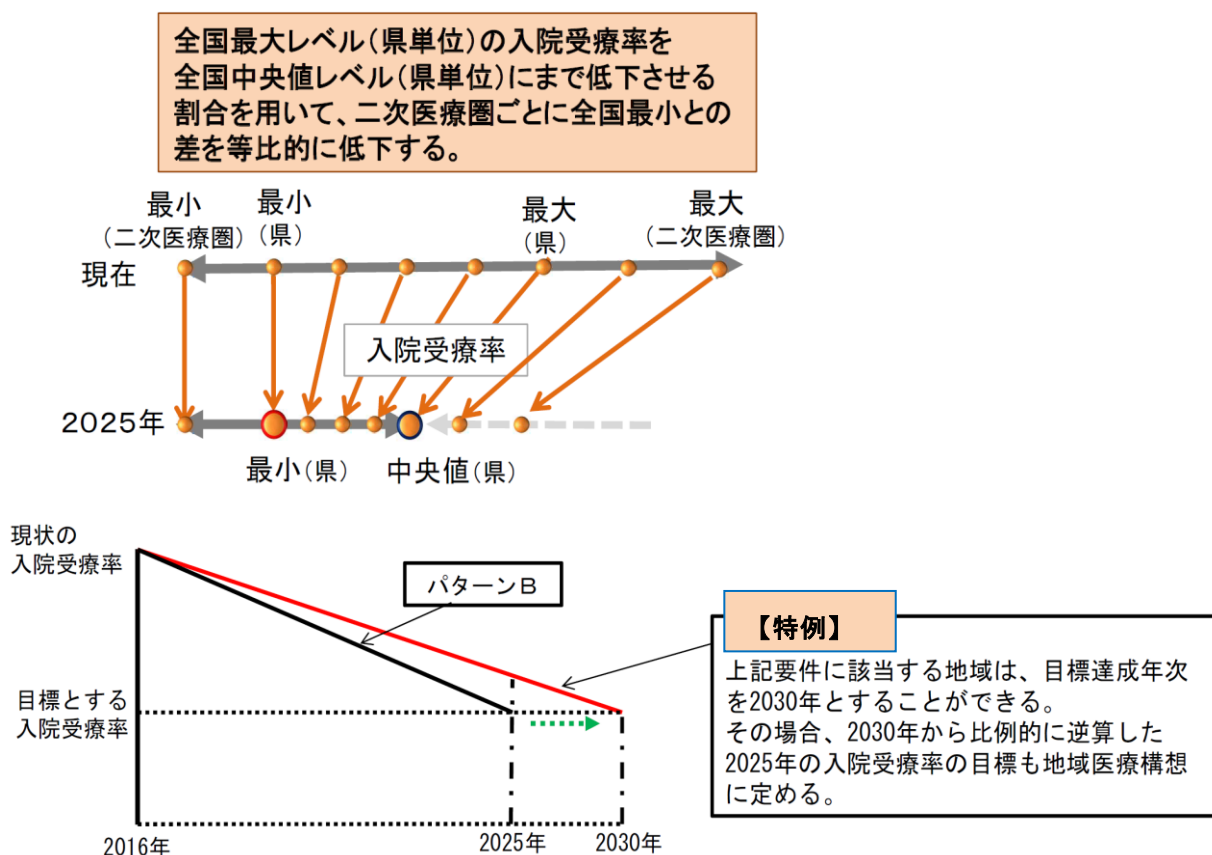 全国最大レベル(県単位)の入院受療率を
全国中央値レベル(県単位)にまで低下させる
割合を用いて、二次医療圏ごとに全国最小との
差を等比的に低下する。
最小
(二次医療圏)
最小
(県)
最大
(県)
最大
(二次医療圏)
現在
入院受療率
2025年
最小(県)
中央値(県)
現状の
入院受療率
パターンB
【特例】
上記要件に該当する地域は、目標達成年次
を2030年とすることができる。
その場合、2030年から比例的に逆算した
2025年の入院受療率の目標も地域医療構想
に定める。
目標とする
入院受療率
2016年
2025年
2030年